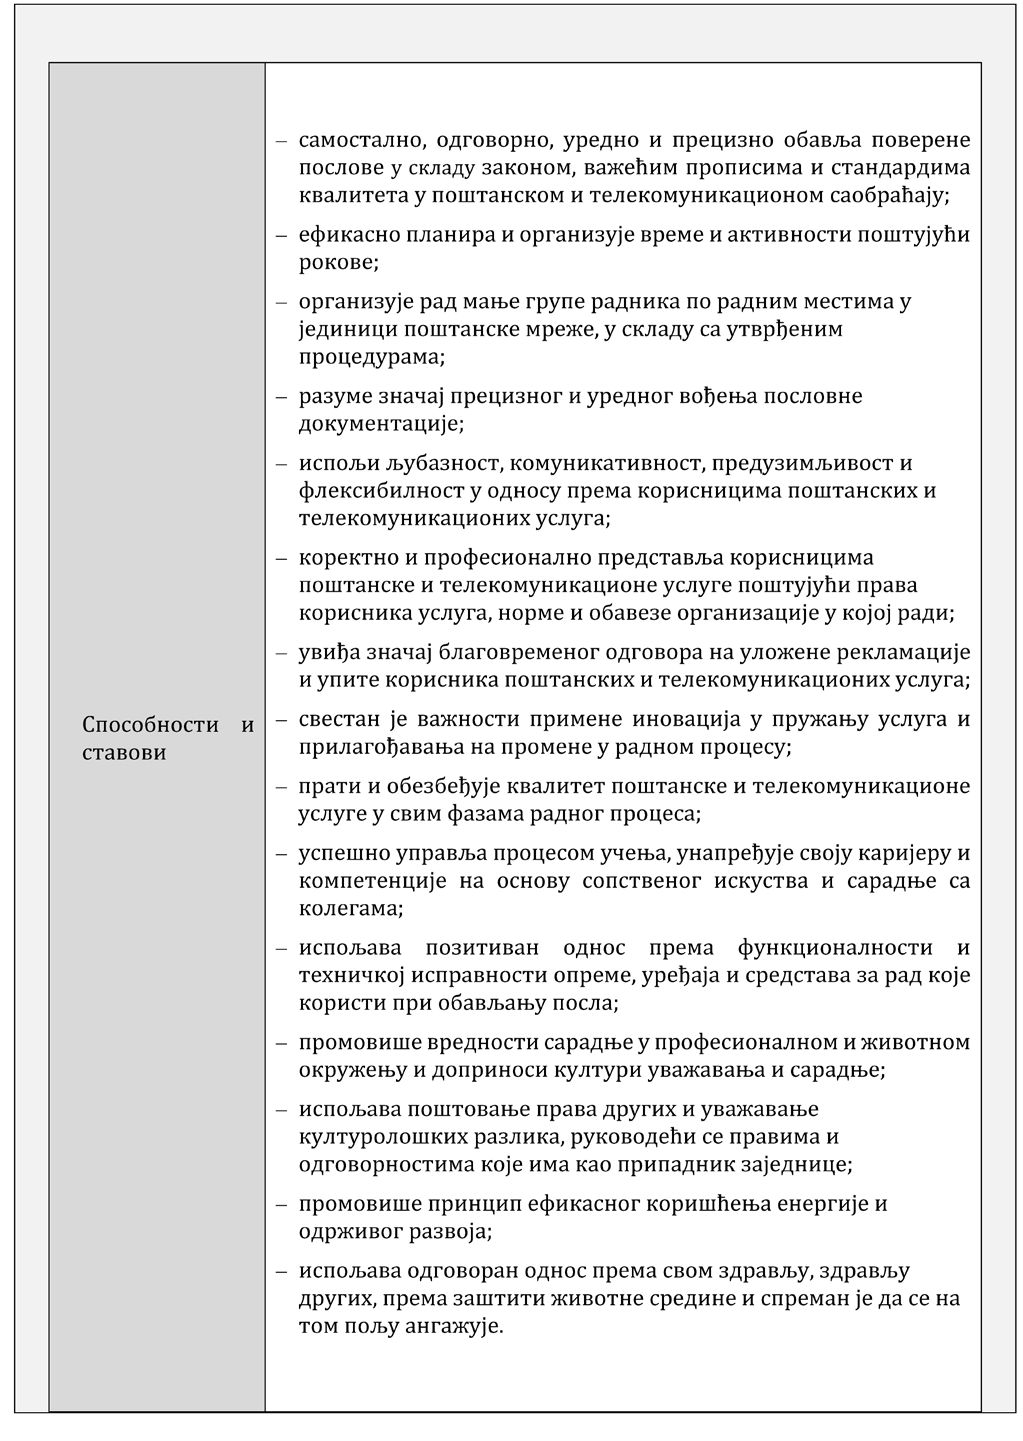 Способности и
ставови
– самостално, одговорно, уредно и прецизно обавља поверене
послове у складу законом, важећим прописима и стандардима
квалитета у поштанском и телекомуникационом саобраћају;
– ефикасно планира и организује време и активности поштујући
рокове;
– организује рад мање групе радника по радним местима у
јединици поштанске мреже, у складу са утврђеним
процедурама;
– разуме значај прецизног и уредног вођења пословне
документације;
– испољи љубазност, комуникативност, предузимљивост и
флексибилност у односу према корисницима поштанских и
телекомуникационих услуга;
– коректно и професионално представља корисницима
поштанске и телекомуникационе услуге поштујући права
корисника услуга, норме и обавезе организације у којој ради;
– увиђа значај благовременог одговора на уложене рекламације
и упите корисника поштанских и телекомуникационих услуга;
– свестан је важности примене иновација у пружању услуга и
прилагођавања на промене у радном процесу;
– прати и обезбеђује квалитет поштанске и телекомуникационе
услуге у свим фазама радног процеса;
– успешно управља процесом учења, унапређује своју каријеру и
компетенције на основу сопственог искуства и сарадње са
колегама;
– испољава позитиван однос према функционалности и
техничкој исправности опреме, уређаја и средстава за рад које
користи при обављању посла;
– промовише вредности сарадње у професионалном и животном
окружењу и доприноси култури уважавања и сарадње;
– испољава поштовање права других и уважавање
културолошких разлика, руководећи се правима и
одговорностима које има као припадник заједнице;
– промовише принцип ефикасног коришћења енергије и
одрживог развоја;
– испољава одговоран однос према свом здрављу, здрављу
других, према заштити животне средине и спреман је да се на
том пољу ангажује.